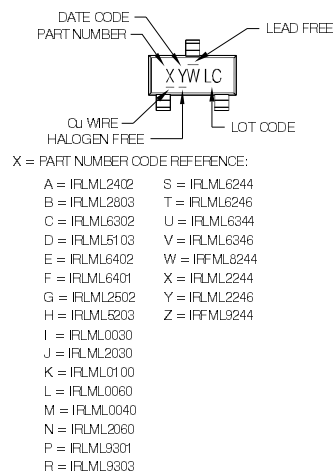 DATE CODE
PART NUMBER
LEAD FREE
X YW LC
Cu WIRE
HALOGEN FREE
LOT CODE
X = PART NUMBER CODE REFERENCE:
A = IRLML2402 S = IRLML6244
B = IRLML2803 T = IRLML6246
C = IRLML6302 U = IRLML6344
D = IRLML5103 V = IRLML6346
E = IRLML6402 W = IRFML8244
F = IRLML6401 X = IRLML2244
G = IRLML2502 Y = IRLML2246
H = IRLML5203 Z = IRFML9244
I = IRLML0030
J = IRLML2030
K = IRLML0100
L = IRLML0060
M = IRLML0040
N = IRLML2060
P = IRLML9301
R = IRLML9303